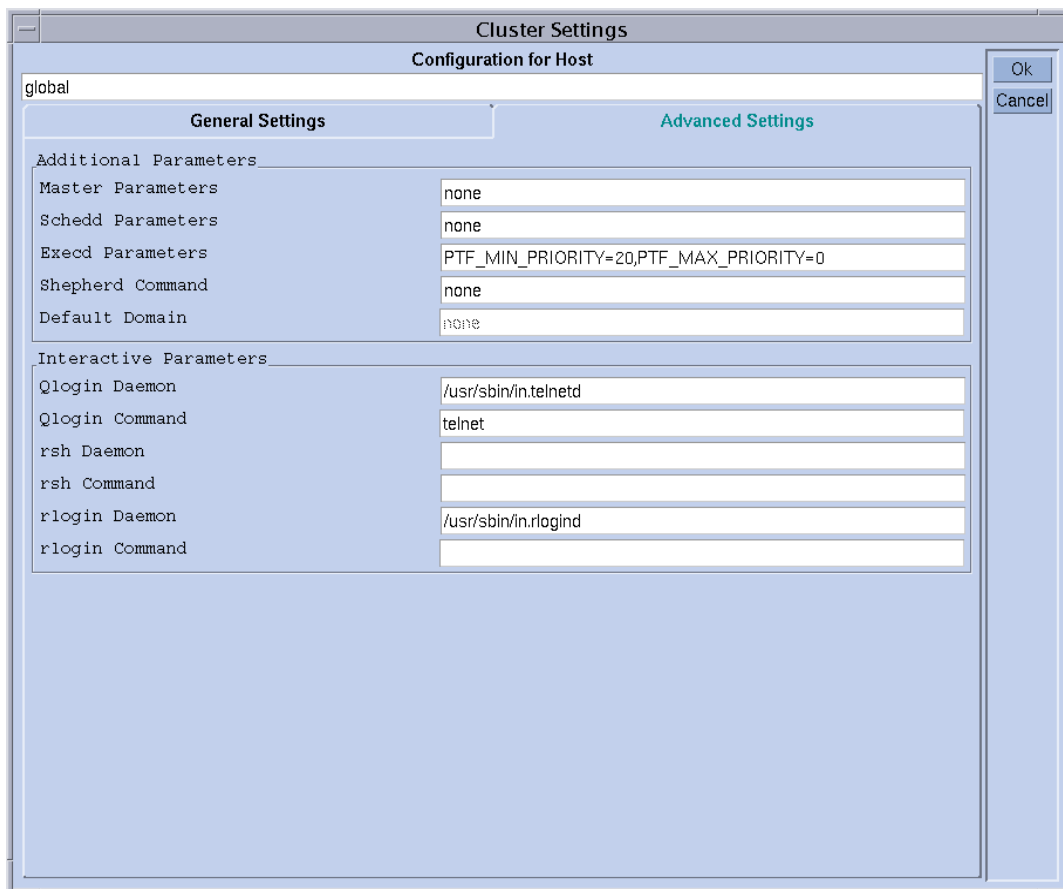 Cluster Settings
Configuration for Host
global
Ok
Cancel
General Settings
Advanced Settings
Additional Parameters
Master Parameters none
Schedd Parameters none
Execd Parameters PTF_MIN_PRIORITY=20,PTF_MAX_PRIORITY=0
Shepherd Command none
Default Domain none
Interactive Parameters
Qlogin Daemon /usr/sbin/in.telnetd
Qlogin Command telnet
rsh Daemon
rsh Command
rlogin Daemon /usr/sbin/in.rlogind
rlogin Command